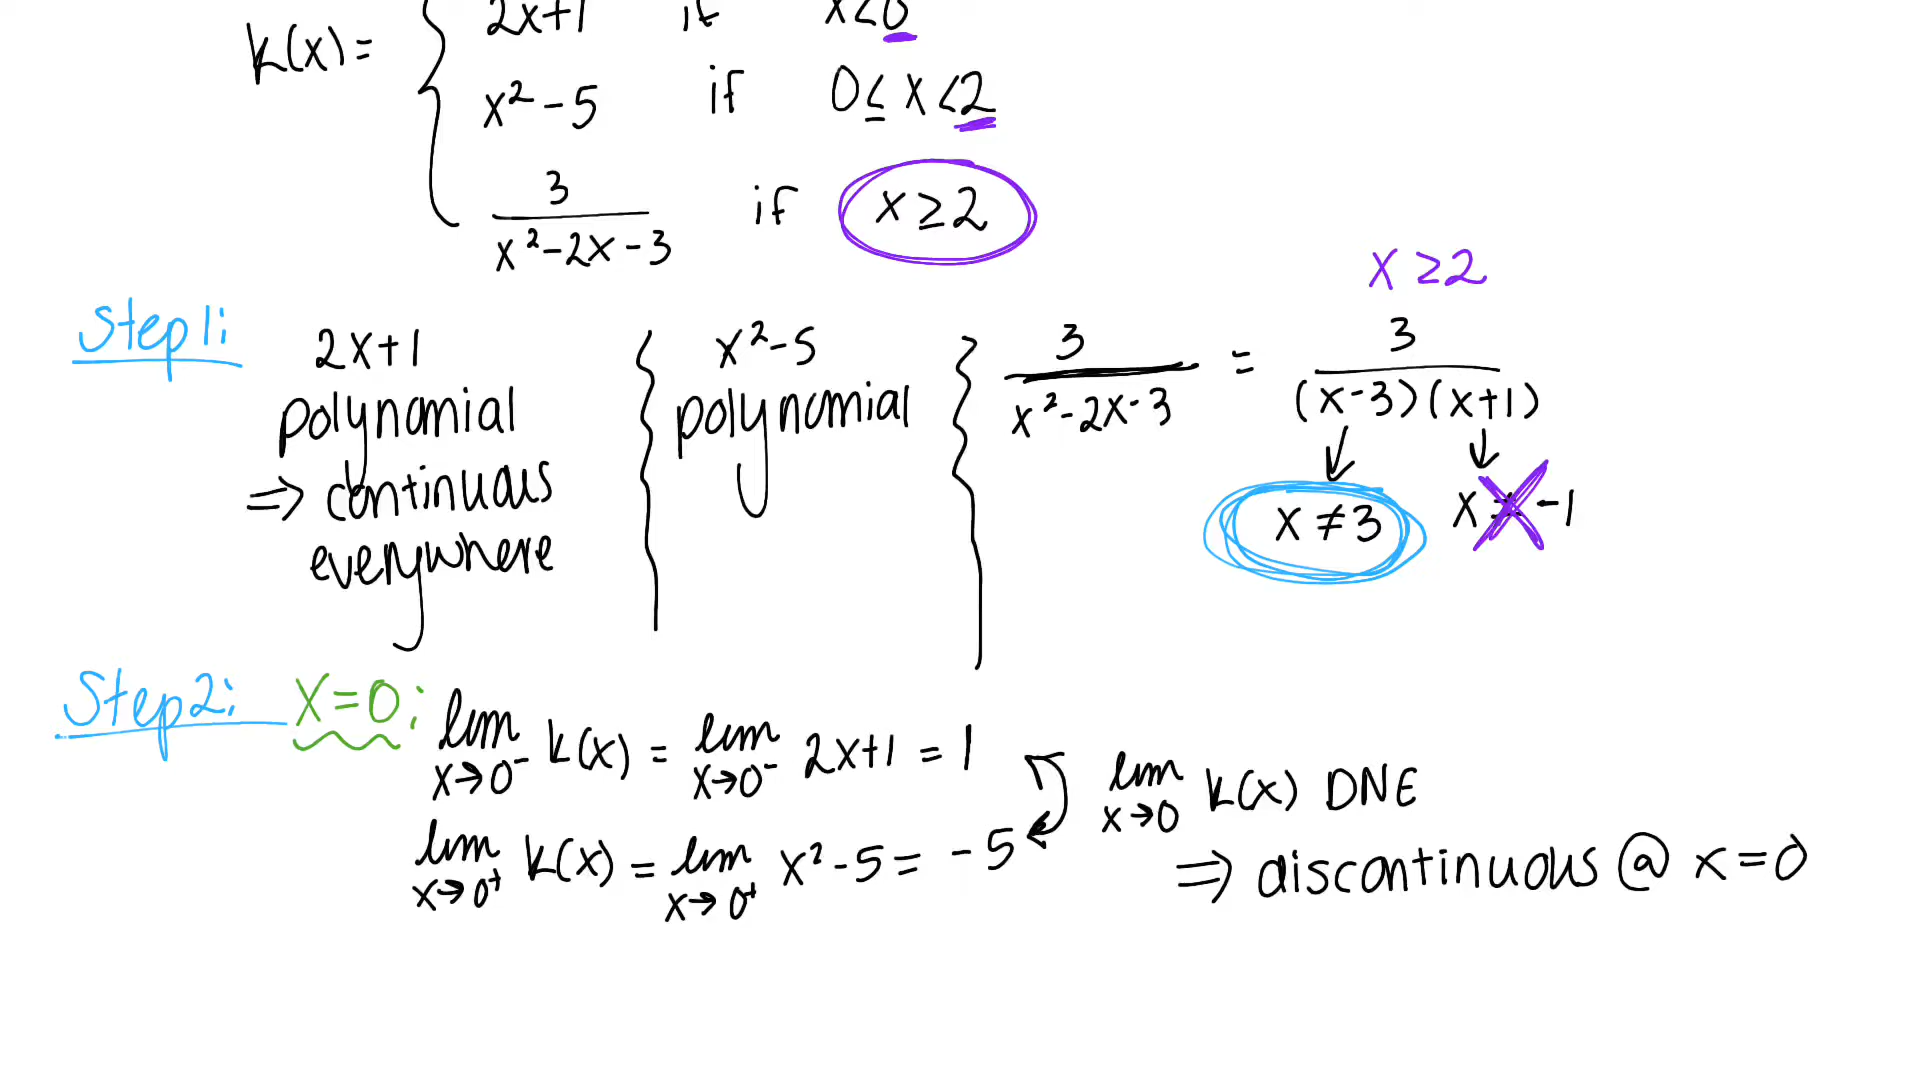 k(x) = { 2x+1 if x<0
x² - 5 if 0 ≤ x < 2
3/(x² - 2x - 3) if x ≥ 2
x ≥ 2
Step 1:
2x+1
polynomial
⇒ continuous
everywhere
x² - 5
polynomial
3/(x² - 2x - 3) = 3/((x-3)(x+1))
↓ ↓
x ≠ 3 x ≠ -1
Step 2: x=0:
lim x→0⁻ k(x) = lim x→0⁻ 2x+1 = 1
lim x→0⁺ k(x) = lim x→0⁺ x² - 5 = -5
lim x→0 k(x) DNE
⇒ discontinuous @ x=0